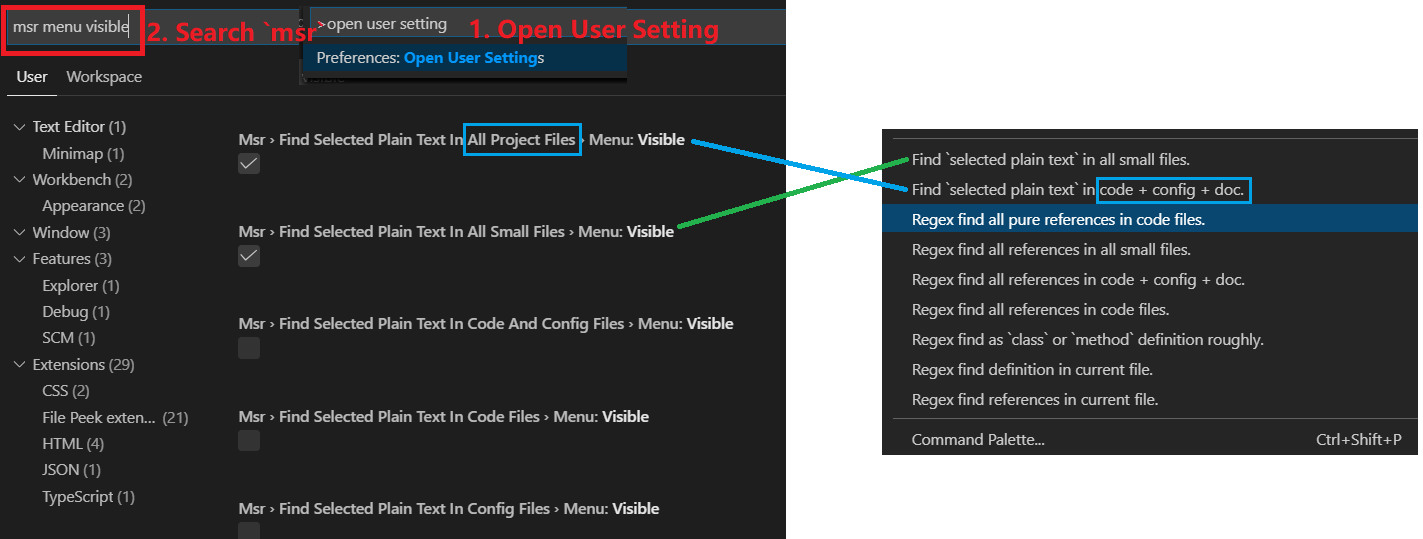 msr menu visible
2. Search `msr
>open user setting
1. Open User Setting
Preferences: Open User Settings
User
Workspace
Text Editor (1)
Minimap (1)
Workbench (2)
Appearance (2)
Window (3)
Features (3)
Explorer (1)
Debug (1)
SCM (1)
Extensions (29)
CSS (2)
File Peek exten... (21)
HTML (4)
JSON (1)
TypeScript (1)
Msr › Find Selected Plain Text In All Project Files › Menu: Visible
Msr › Find Selected Plain Text In All Small Files › Menu: Visible
Msr › Find Selected Plain Text In Code And Config Files › Menu: Visible
Msr › Find Selected Plain Text In Code Files › Menu: Visible
Msr › Find Selected Plain Text In Config Files › Menu: Visible
Find `selected plain text` in all small files.
Find `selected plain text` in code + config + doc.
Regex find all pure references in code files.
Regex find all references in all small files.
Regex find all references in code + config + doc.
Regex find all references in code files.
Regex find as `class` or `method` definition roughly.
Regex find definition in current file.
Regex find references in current file.
Command Palette... Ctrl+Shift+P